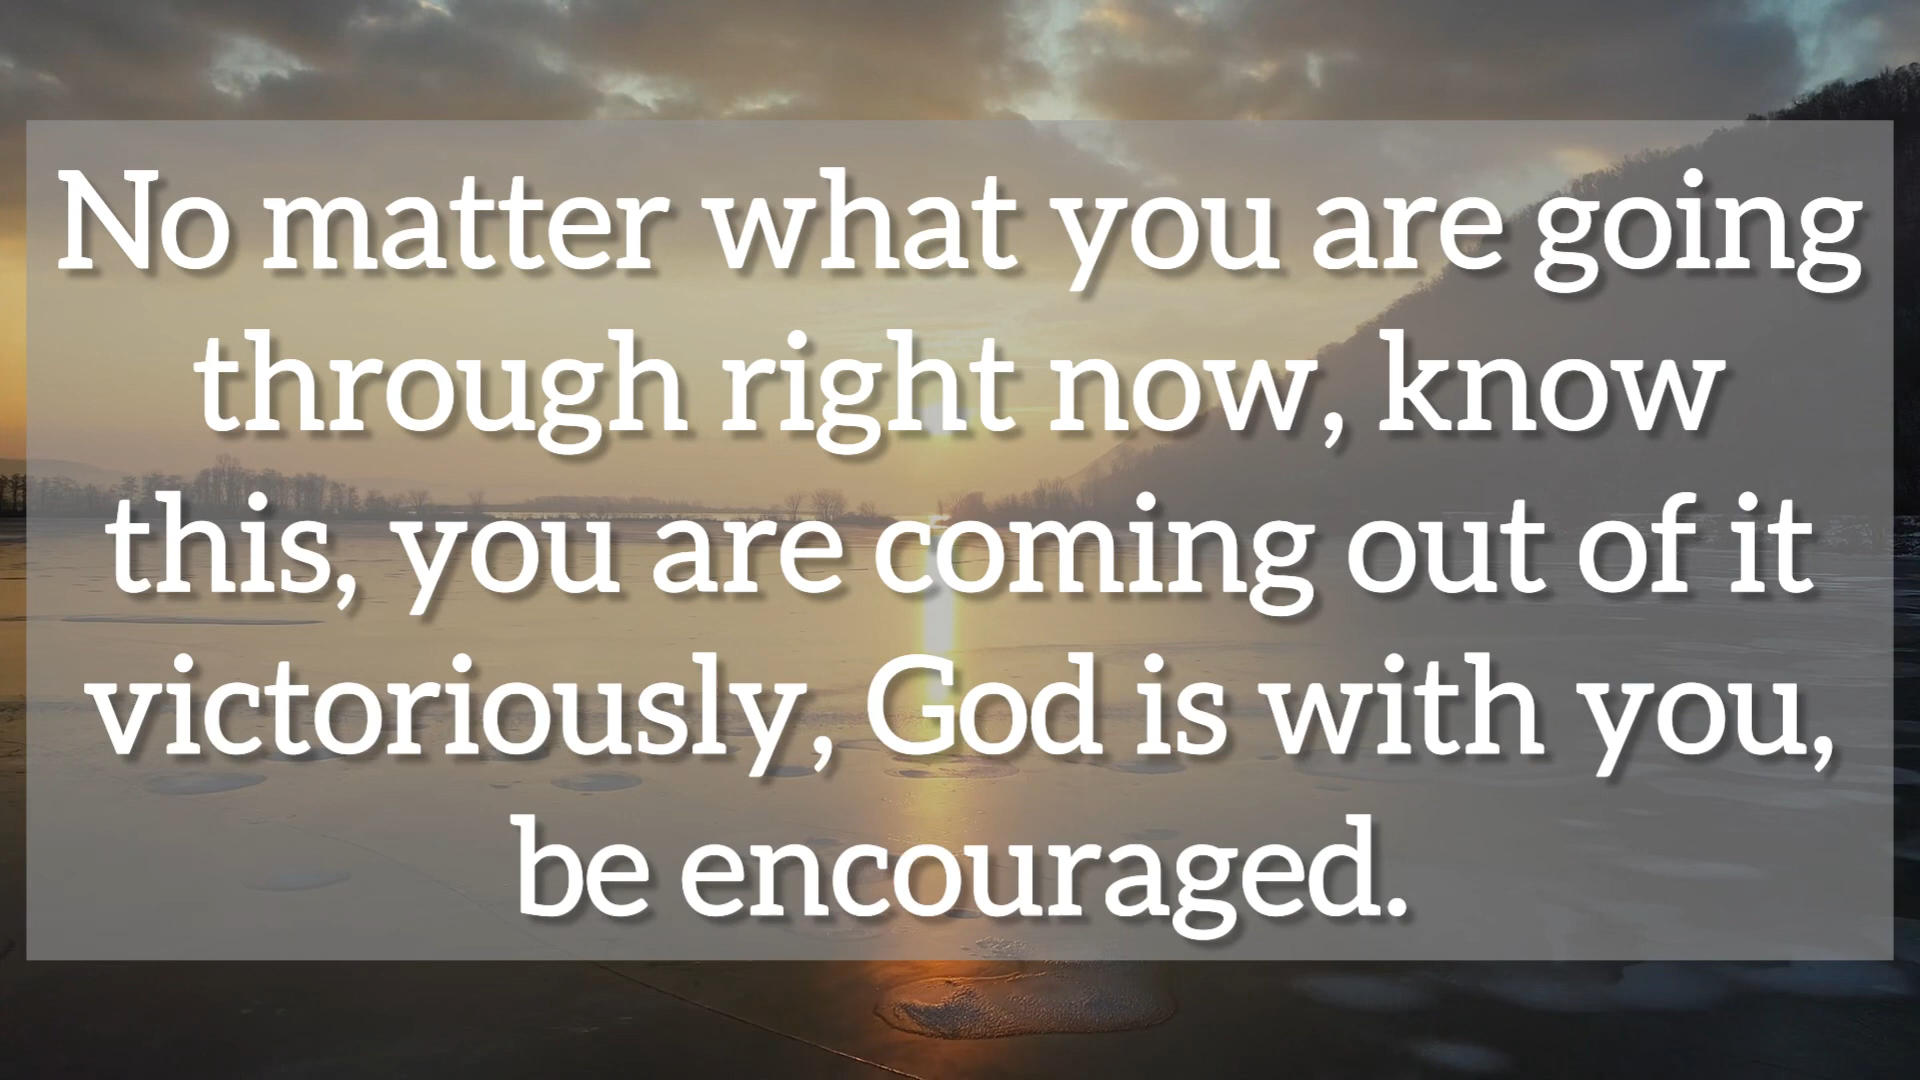 No matter what you are going
through right now, know
this, you are coming out of it
victoriously, God is with you,
be encouraged.